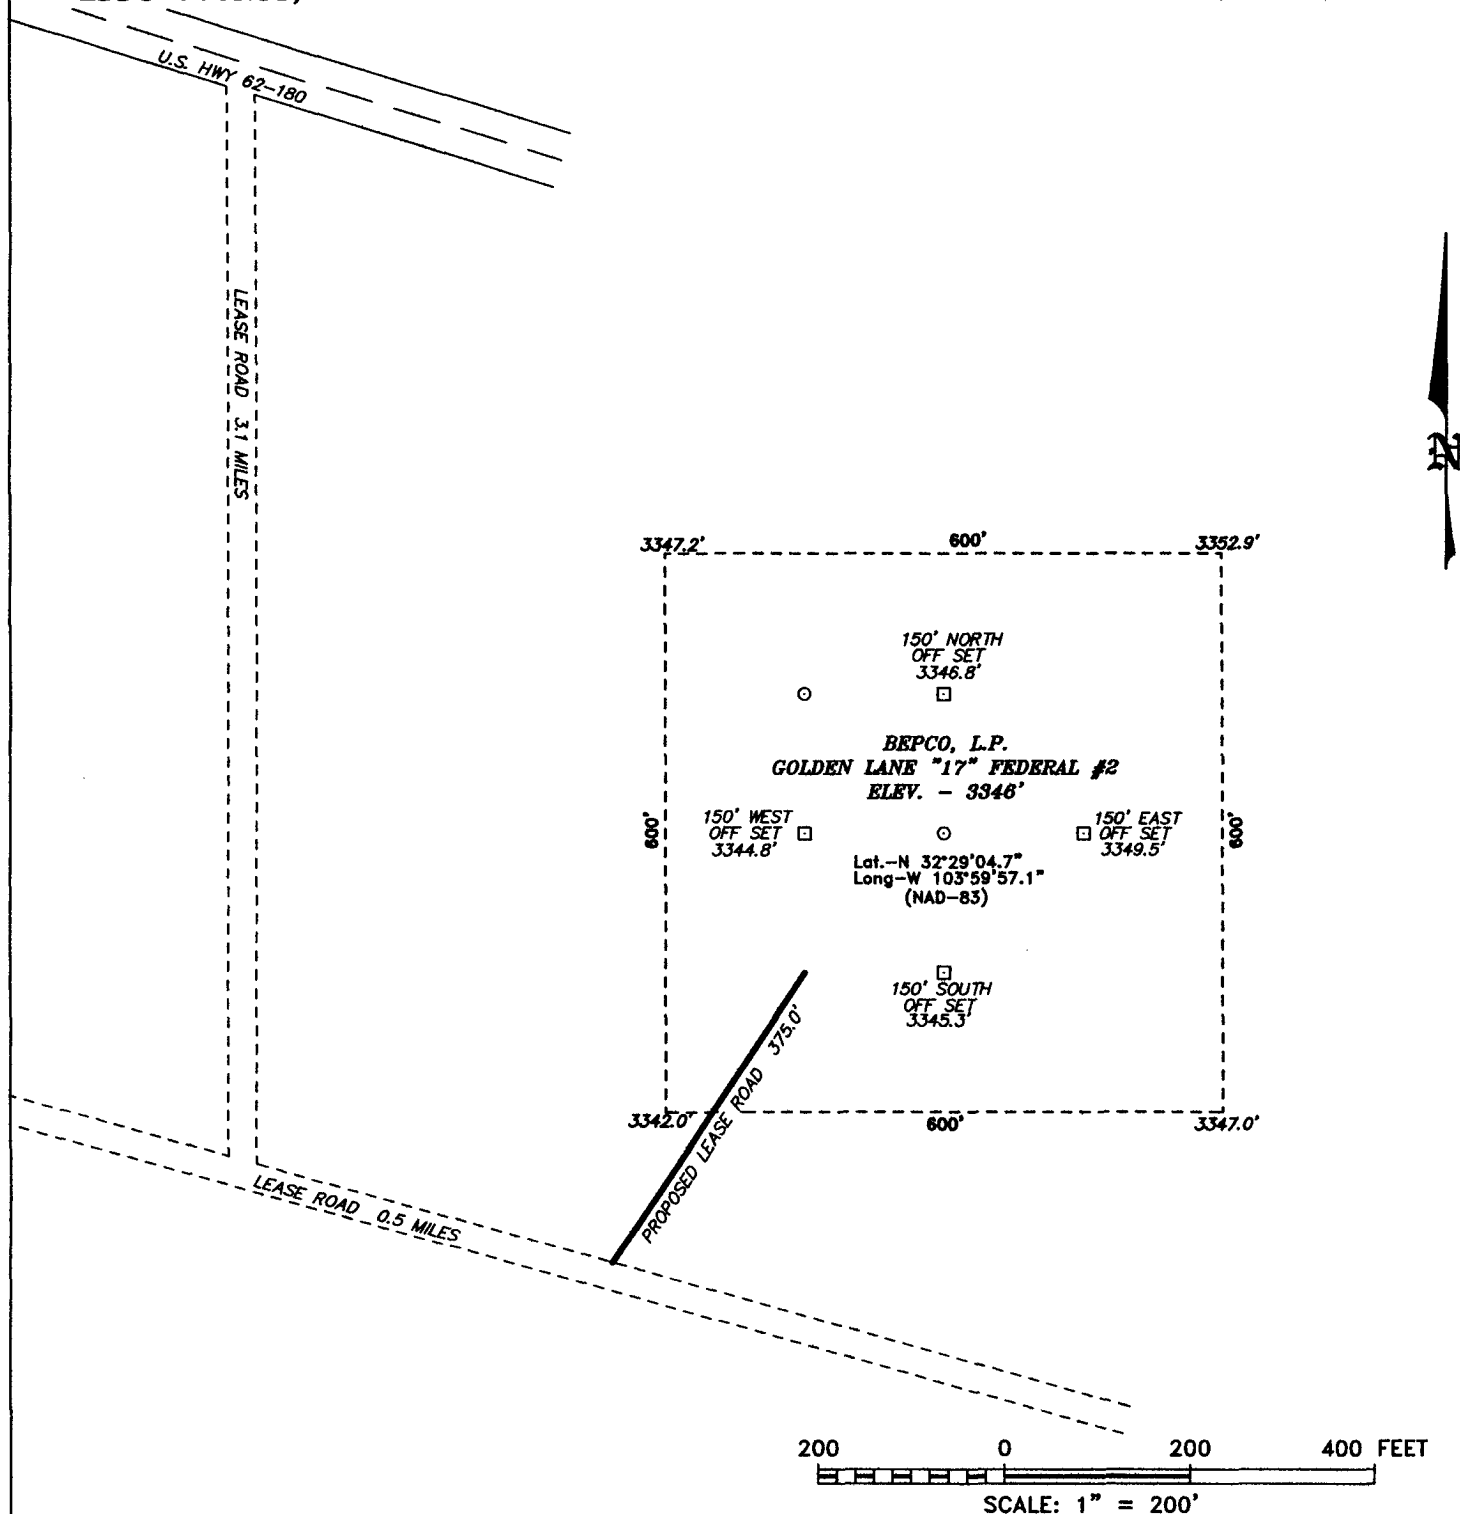 U.S. HWY 62-180
LEASE ROAD 3.1 MILES
N
3347.2'
600'
3352.9'
150' NORTH
OFF SET
3346.8'
BEPCO, L.P.
GOLDEN LANE "17" FEDERAL #2
ELEV. - 3346'
600'
150' WEST
OFF SET
3344.8'
150' EAST
OFF SET
3349.5'
600'
Lat.-N 32°29'04.7"
Long-W 103°59'57.1"
(NAD-83)
150' SOUTH
OFF SET
3345.3'
PROPOSED LEASE ROAD 375.0'
3342.0'
600'
3347.0'
LEASE ROAD 0.5 MILES
200 0 200 400 FEET
SCALE: 1" = 200'